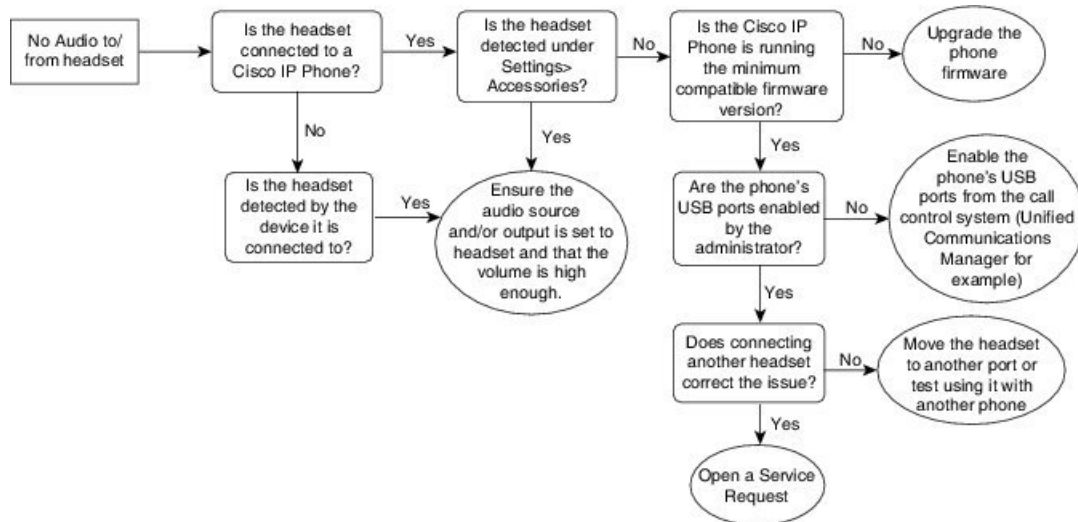 No Audio to/
from headset
Is the headset
connected to a
Cisco IP Phone?
Yes
Is the headset
detected under
Settings>
Accessories?
No
Is the Cisco IP
Phone is running
the minimum
compatible firmware
version?
No
Upgrade the
phone
firmware
No
Yes
Yes
Is the headset
detected by the
device it is
connected to?
Yes
Ensure the
audio source
and/or output is set to
headset and that the
volume is high
enough.
Are the phone's
USB ports enabled
by the
administrator?
No
Enable the
phone's USB
ports from the call
control system (Unified
Communications
Manager for
example)
Yes
Does connecting
another headset
correct the issue?
No
Move the headset
to another port or
test using it with
another phone
Yes
Open a Service
Request